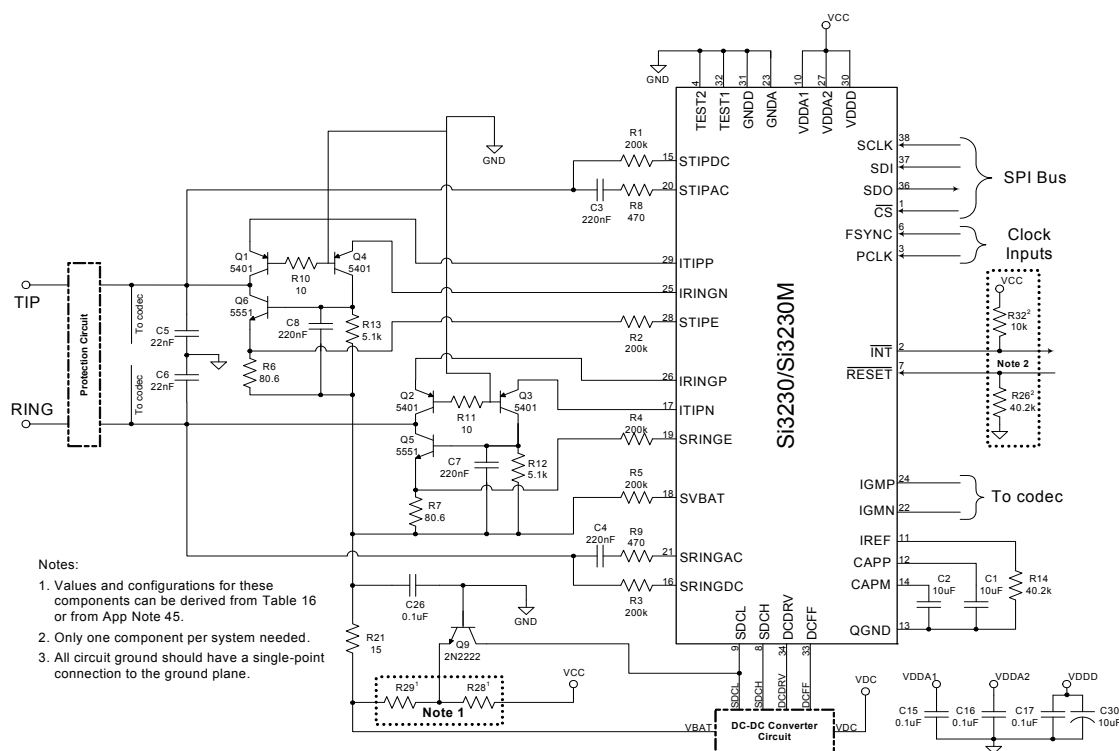 VCC
GND
4
32
31
23
10
27
30
TEST2
TEST1
GNDD
GNDA
VDDA1
VDDA2
VDDD
GND
R1
200k
15
STIPDC
SCLK
38
SDI
37
SPI Bus
C3
220nF
R8
470
20
STIPAC
SDO
36
CS
1
FSYNC
6
Clock
Inputs
PCLK
3
Q1
5401
R10
10
Q4
5401
29
ITIPP
25
IRINGN
TIP
Protection Circuit
To codec
C5
22nF
Q6
5551
C8
220nF
R13
5.1k
R2
200k
28
STIPE
VCC
R32²
10k
INT
2
Note 2
C6
22nF
To codec
R6
80.6
26
IRINGP
RESET
7
RING
Q2
5401
R11
10
Q3
5401
17
ITIPN
R26²
40.2k
Si3230/Si3230M
Q5
5551
C7
220nF
R12
5.1k
R4
200k
19
SRINGE
R7
80.6
R5
200k
18
SVBAT
IGMP
24
To codec
IGMN
22
C4
220nF
R9
470
21
SRINGAC
IREF
11
CAPP
12
R3
200k
16
SRINGDC
CAPM
14
C2
10uF
C1
10uF
R14
40.2k
QGND
13
Notes:
1. Values and configurations for these
components can be derived from Table 16
or from App Note 45.
2. Only one component per system needed.
3. All circuit ground should have a single-point
connection to the ground plane.
C26
0.1uF
GND
R21
15
Q9
2N2222
SDCL
SDCH
DCDRV
DCFF
9
8
34
33
R29¹
R28¹
VCC
Note 1
SDCL
SDCH
DCDRV
DCFF
VBAT
DC-DC Converter
Circuit
VDC
VDC
VDDA1
VDDA2
VDDD
C15
0.1uF
C16
0.1uF
C17
0.1uF
C30
10uF